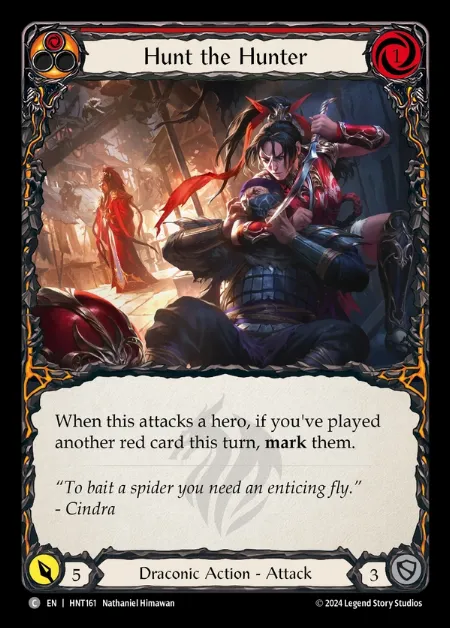 Hunt the Hunter
1
When this attacks a hero, if you've played
another red card this turn, mark them.
“To bait a spider you need an enticing fly.”
- Cindra
5
Draconic Action - Attack
3
C EN | HNT161 Nathaniel Himawan
© 2024 Legend Story Studios